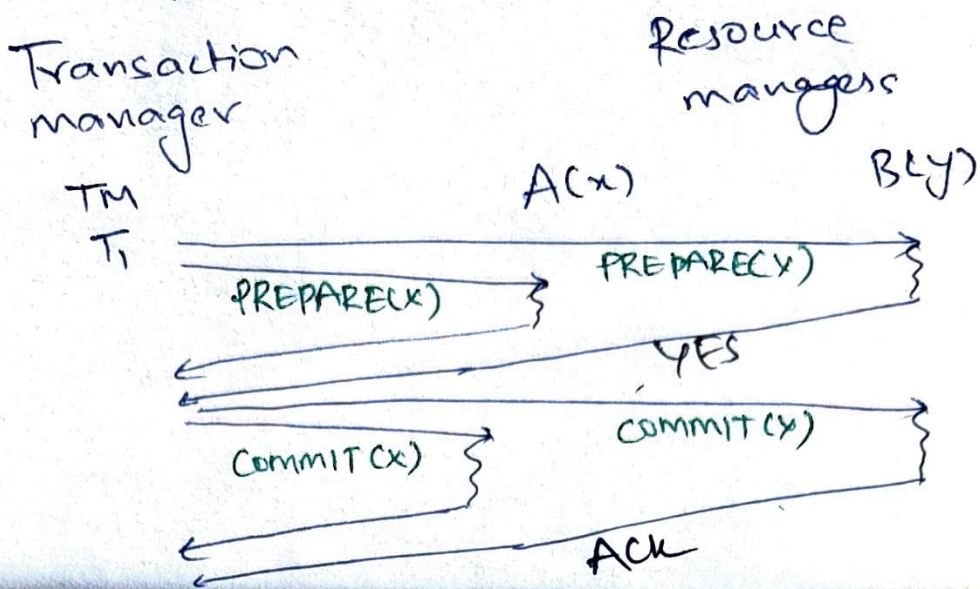 Transaction
manager
Resource
managers
TM
A(x)
B(y)
T1
PREPARE(x)
PREPARE(y)
YES
COMMIT(x)
COMMIT(y)
ACK